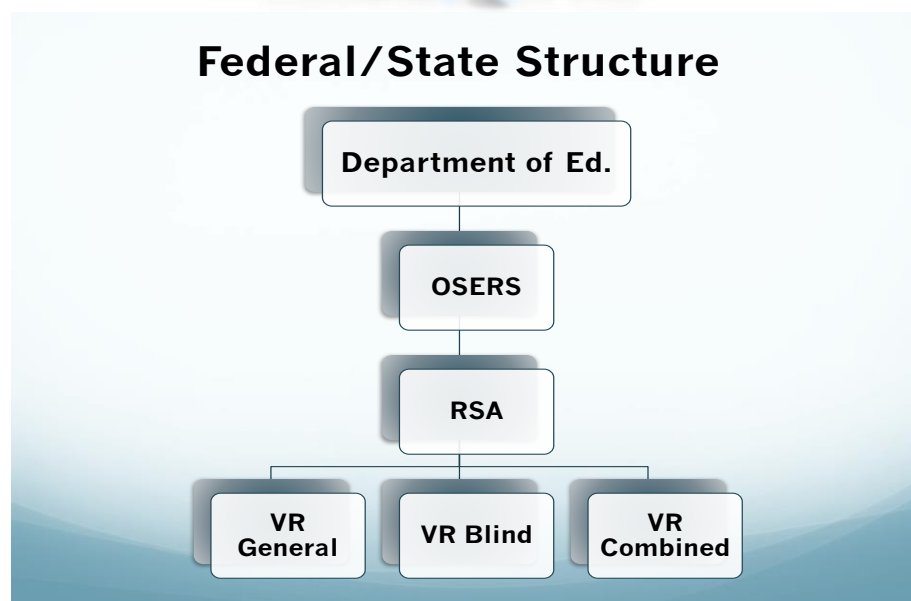 Federal/State Structure
Department of Ed.
OSERS
RSA
VR
General
VR Blind
VR
Combined